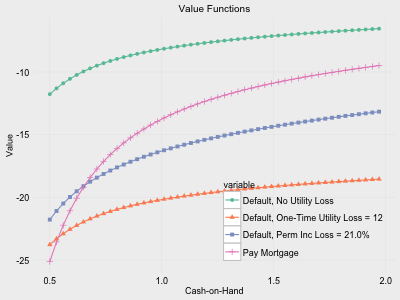 Value Functions
Value
-10
-15
-20
-25
variable
Default, No Utility Loss
Default, One-Time Utility Loss = 12
Default, Perm Inc Loss = 21.0%
Pay Mortgage
0.5 1.0 1.5 2.0
Cash-on-Hand